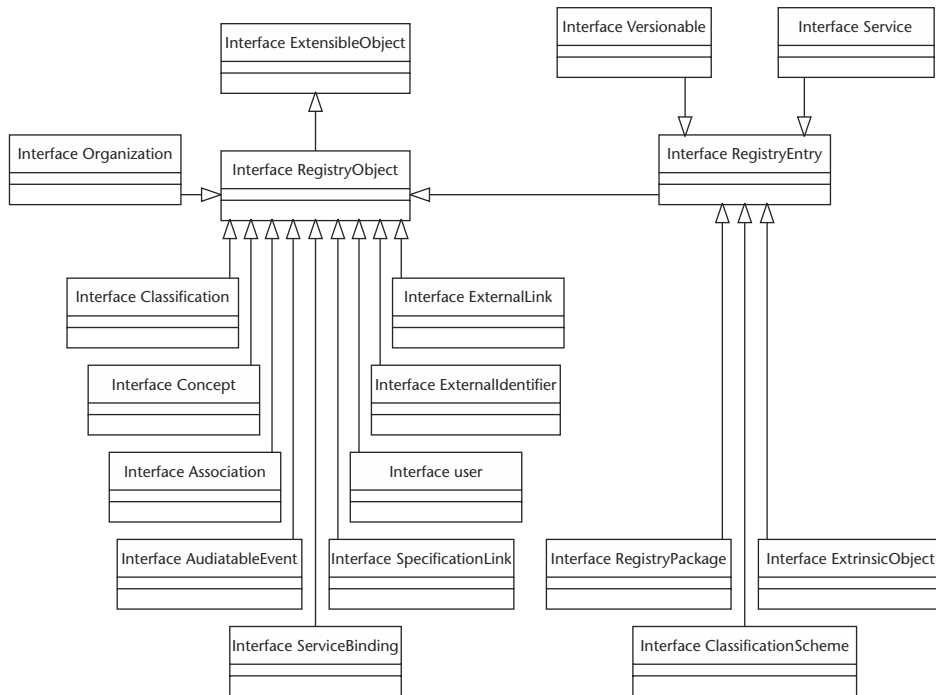 Interface ExtensibleObject
Interface Versionable
Interface Service
Interface Organization
Interface RegistryObject
Interface RegistryEntry
Interface Classification
Interface ExternalLink
Interface Concept
Interface ExternalIdentifier
Interface Association
Interface user
Interface AudiatableEvent
Interface SpecificationLink
Interface RegistryPackage
Interface ExtrinsicObject
Interface ServiceBinding
Interface ClassificationScheme